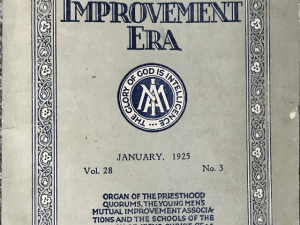 IMPROVEMENT
ERA
THE GLORY OF GOD IS INTELLIGENCE
MIA
JANUARY, 1925
Vol. 28 No. 3
ORGAN OF THE PRIESTHOOD
QUORUMS, THE YOUNG MEN'S
MUTUAL IMPROVEMENT ASSOCIA-
TIONS AND THE SCHOOLS OF THE